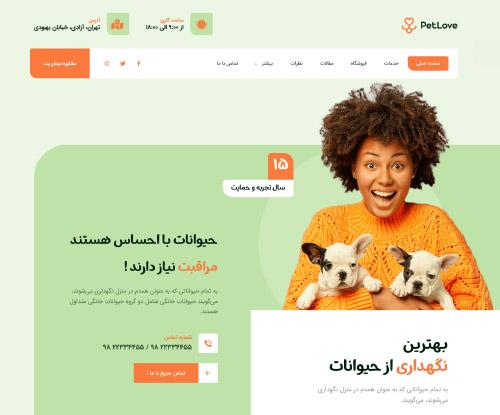 PetLove
ساعت کاری
از ۹:۰۰ الی ۱۸:۰۰
آدرس
تهران، آزادی، خیابان بهبودی
صفحه اصلی
خدمات
فروشگاه
مقالات
نظرات
بیشتر
تماس با ما
مشاوره درمان پت
۱۵
سال تجربه و حمایت
حیوانات با احساس هستند
مراقبت نیاز دارند !
به تمام حیواناتی که به عنوان همدم در منزل نگهداری می‌شوند،
می‌گویند. حیوانات خانگی شامل دو گروه حیوانات خانگی متداول
هستند.
شماره تماس
۹۸ ۲۲۳۳۴۴۵۵ / ۹۸ ۲۲۳۳۴۴۵۵
تماس سریع با ما !
بهترین
نگهداری از حیوانات
به تمام حیواناتی که به عنوان همدم در منزل نگهداری
می‌شوند، می‌گویند.